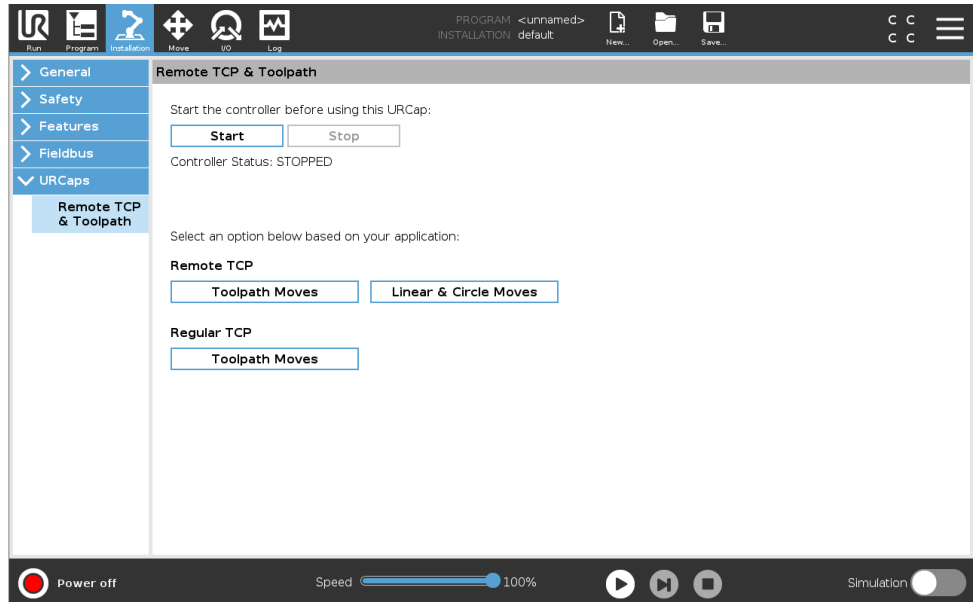 PROGRAM <unnamed>
INSTALLATION default
C C
C C
Run Program Installation Move I/O Log New... Open... Save...
General
Safety
Features
Fieldbus
URCaps
Remote TCP
& Toolpath
Remote TCP & Toolpath
Start the controller before using this URCap:
Start Stop
Controller Status: STOPPED
Select an option below based on your application:
Remote TCP
Toolpath Moves Linear & Circle Moves
Regular TCP
Toolpath Moves
Power off Speed 100% Simulation